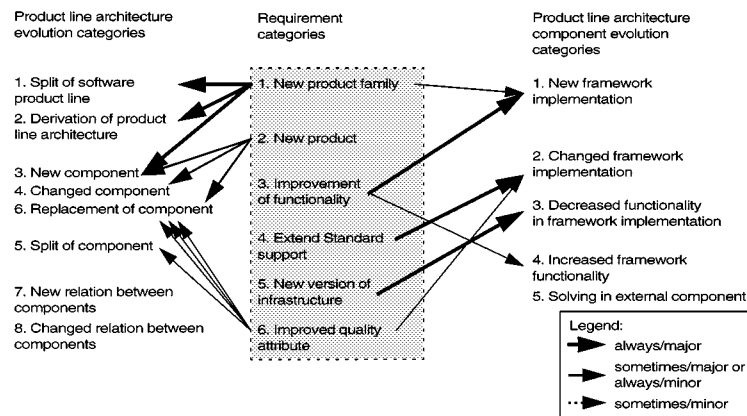 Product line architecture
evolution categories
1. Split of software
product line
2. Derivation of product
line architecture
3. New component
4. Changed component
6. Replacement of component
5. Split of component
7. New relation between
components
8. Changed relation between
components
Requirement
categories
1. New product family
2. New product
3. Improvement
of functionality
4. Extend Standard
support
5. New version of
infrastructure
6. Improved quality
attribute
Product line architecture
component evolution
categories
1. New framework
implementation
2. Changed framework
implementation
3. Decreased functionality
in framework implementation
4. Increased framework
functionality
5. Solving in external component
Legend:
always/major
sometimes/major or
always/minor
sometimes/minor